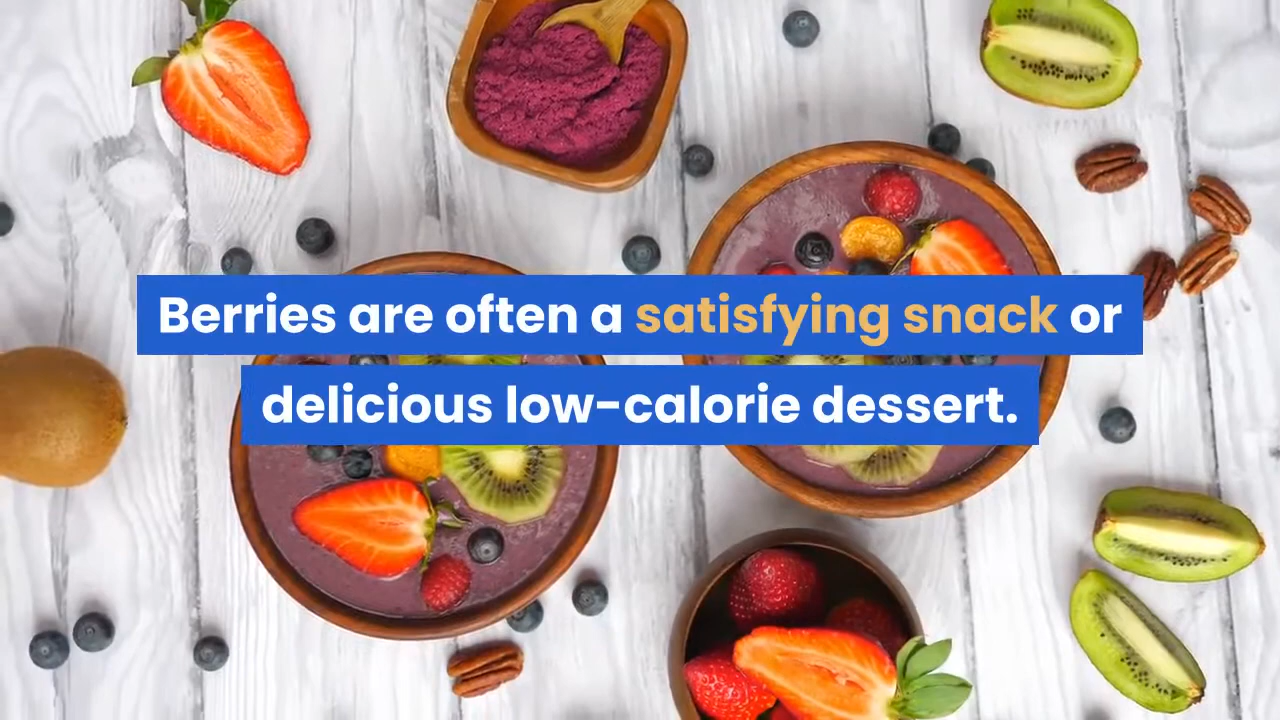 Berries are often a satisfying snack or
delicious low-calorie dessert.